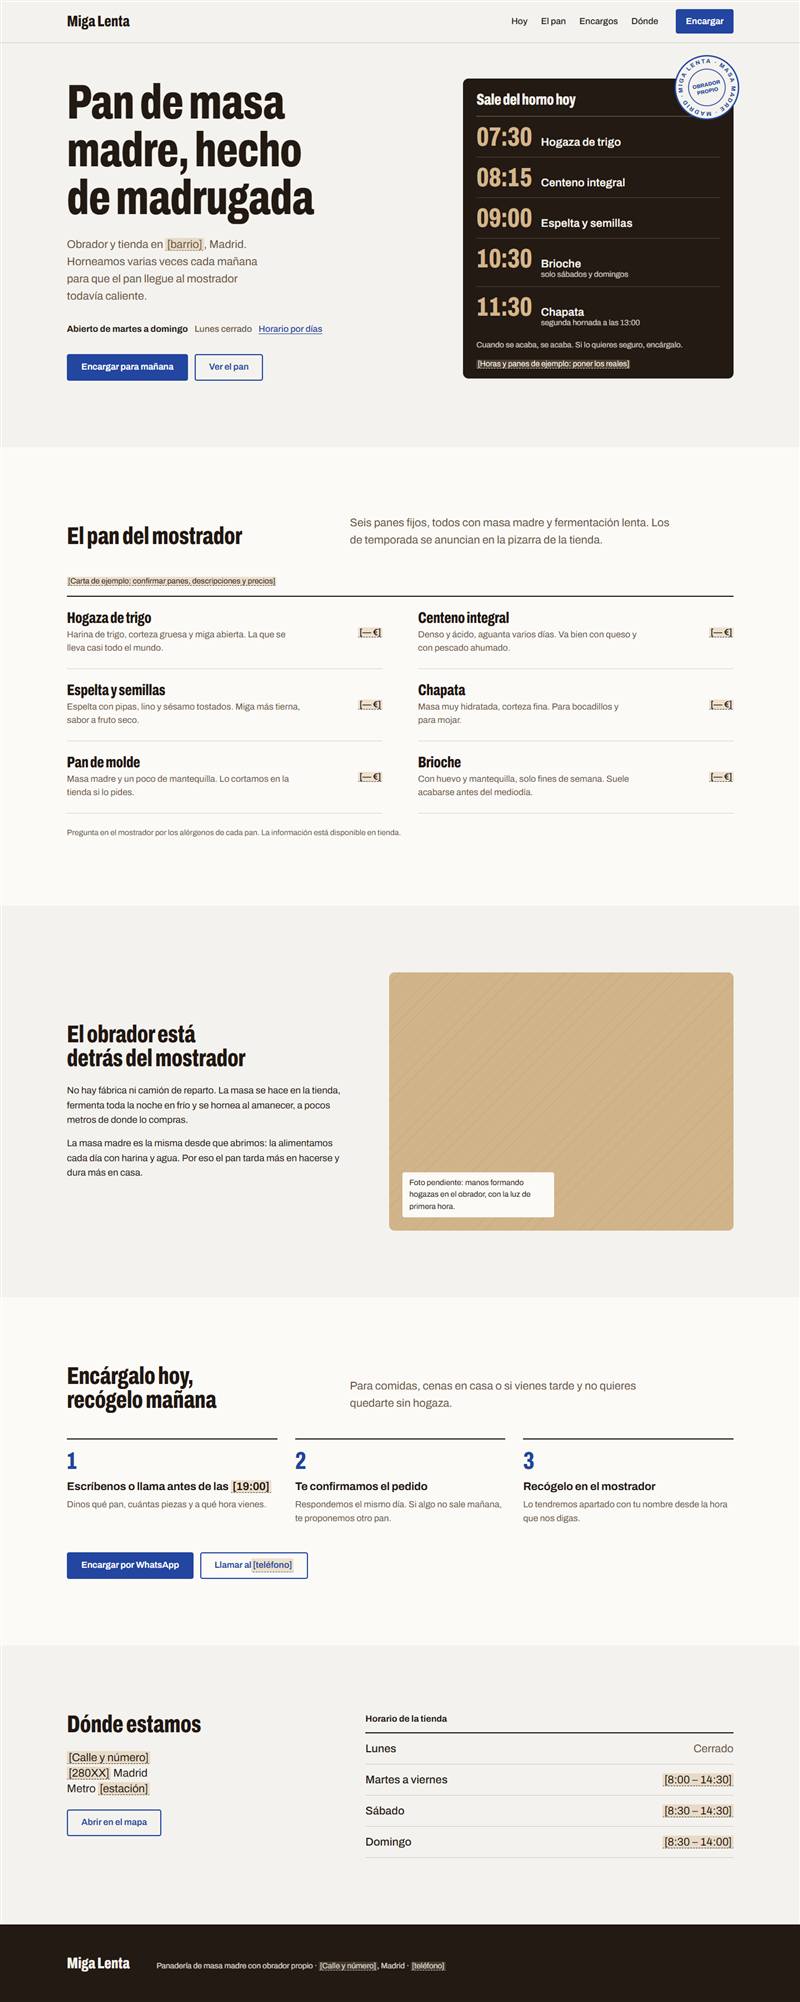 Miga Lenta
Hoy El pan Encargos Dónde Encargar
Pan de masa
madre, hecho
de madrugada
Obrador y tienda en [barrio], Madrid.
Horneamos varias veces cada mañana
para que el pan llegue al mostrador
todavía caliente.
Abierto de martes a domingo Lunes cerrado Horario por días
Encargar para mañana Ver el pan
MIGA LENTA · MASA MADRE · MADRID ·
OBRADOR
PROPIO
Sale del horno hoy
07:30 Hogaza de trigo
08:15 Centeno integral
09:00 Espelta y semillas
10:30 Brioche
solo sábados y domingos
11:30 Chapata
segunda hornada a las 13:00
Cuando se acaba, se acaba. Si lo quieres seguro, encárgalo.
[Horas y panes de ejemplo: poner los reales]
El pan del mostrador
Seis panes fijos, todos con masa madre y fermentación lenta. Los
de temporada se anuncian en la pizarra de la tienda.
[Carta de ejemplo: confirmar panes, descripciones y precios]
Hogaza de trigo
Harina de trigo, corteza gruesa y miga abierta. La que se
lleva casi todo el mundo.
[— €]
Centeno integral
Denso y ácido, aguanta varios días. Va bien con queso y
con pescado ahumado.
[— €]
Espelta y semillas
Espelta con pipas, lino y sésamo tostados. Miga más tierna,
sabor a fruto seco.
[— €]
Chapata
Masa muy hidratada, corteza fina. Para bocadillos y
para mojar.
[— €]
Pan de molde
Masa madre y un poco de mantequilla. Lo cortamos en la
tienda si lo pides.
[— €]
Brioche
Con huevo y mantequilla, solo fines de semana. Suele
acabarse antes del mediodía.
[— €]
Pregunta en el mostrador por los alérgenos de cada pan. La información está disponible en tienda.
El obrador está
detrás del mostrador
No hay fábrica ni camión de reparto. La masa se hace en la tienda,
fermenta toda la noche en frío y se hornea al amanecer, a pocos
metros de donde lo compras.
La masa madre es la misma desde que abrimos: la alimentamos
cada día con harina y agua. Por eso el pan tarda más en hacerse y
dura más en casa.
Foto pendiente: manos formando
hogazas en el obrador, con la luz de
primera hora.
Encárgalo hoy,
recógelo mañana
Para comidas, cenas en casa o si vienes tarde y no quieres
quedarte sin hogaza.
1
Escríbenos o llama antes de las [19:00]
Dinos qué pan, cuántas piezas y a qué hora vienes.
2
Te confirmamos el pedido
Respondemos el mismo día. Si algo no sale mañana,
te proponemos otro pan.
3
Recógelo en el mostrador
Lo tendremos apartado con tu nombre desde la hora
que nos digas.
Encargar por WhatsApp Llamar al [teléfono]
Dónde estamos
[Calle y número]
[280XX] Madrid
Metro [estación]
Abrir en el mapa
Horario de la tienda
Lunes Cerrado
Martes a viernes [8:00 – 14:30]
Sábado [8:30 – 14:30]
Domingo [8:30 – 14:00]
Miga Lenta
Panadería de masa madre con obrador propio · [Calle y número], Madrid · [teléfono]